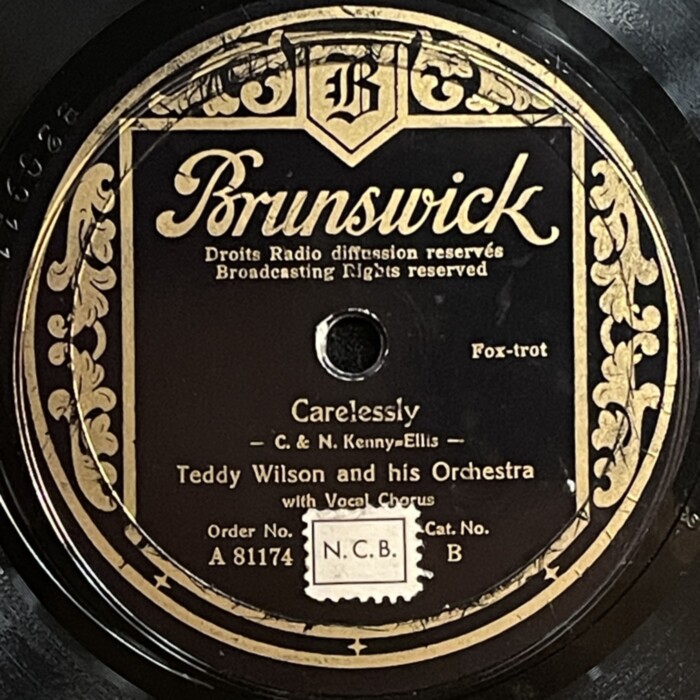 B
Brunswick
Droits Radio diffussion reservés
Broadcasting Rights reserved
Fox-trot
Carelessly
— C. & N. Kenny=Ellis —
Teddy Wilson and his Orchestra
with Vocal Chorus
Order No. Cat. No.
A 81174 N.C.B. B